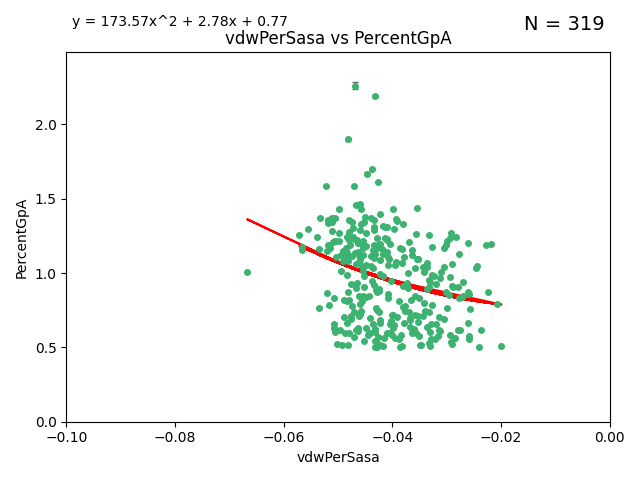 y = 173.57x^2 + 2.78x + 0.77
N = 319
vdwPerSasa vs PercentGpA
PercentGpA
2.0
1.5
1.0
0.5
0.0
−0.10 −0.08 −0.06 −0.04 −0.02 0.00
vdwPerSasa